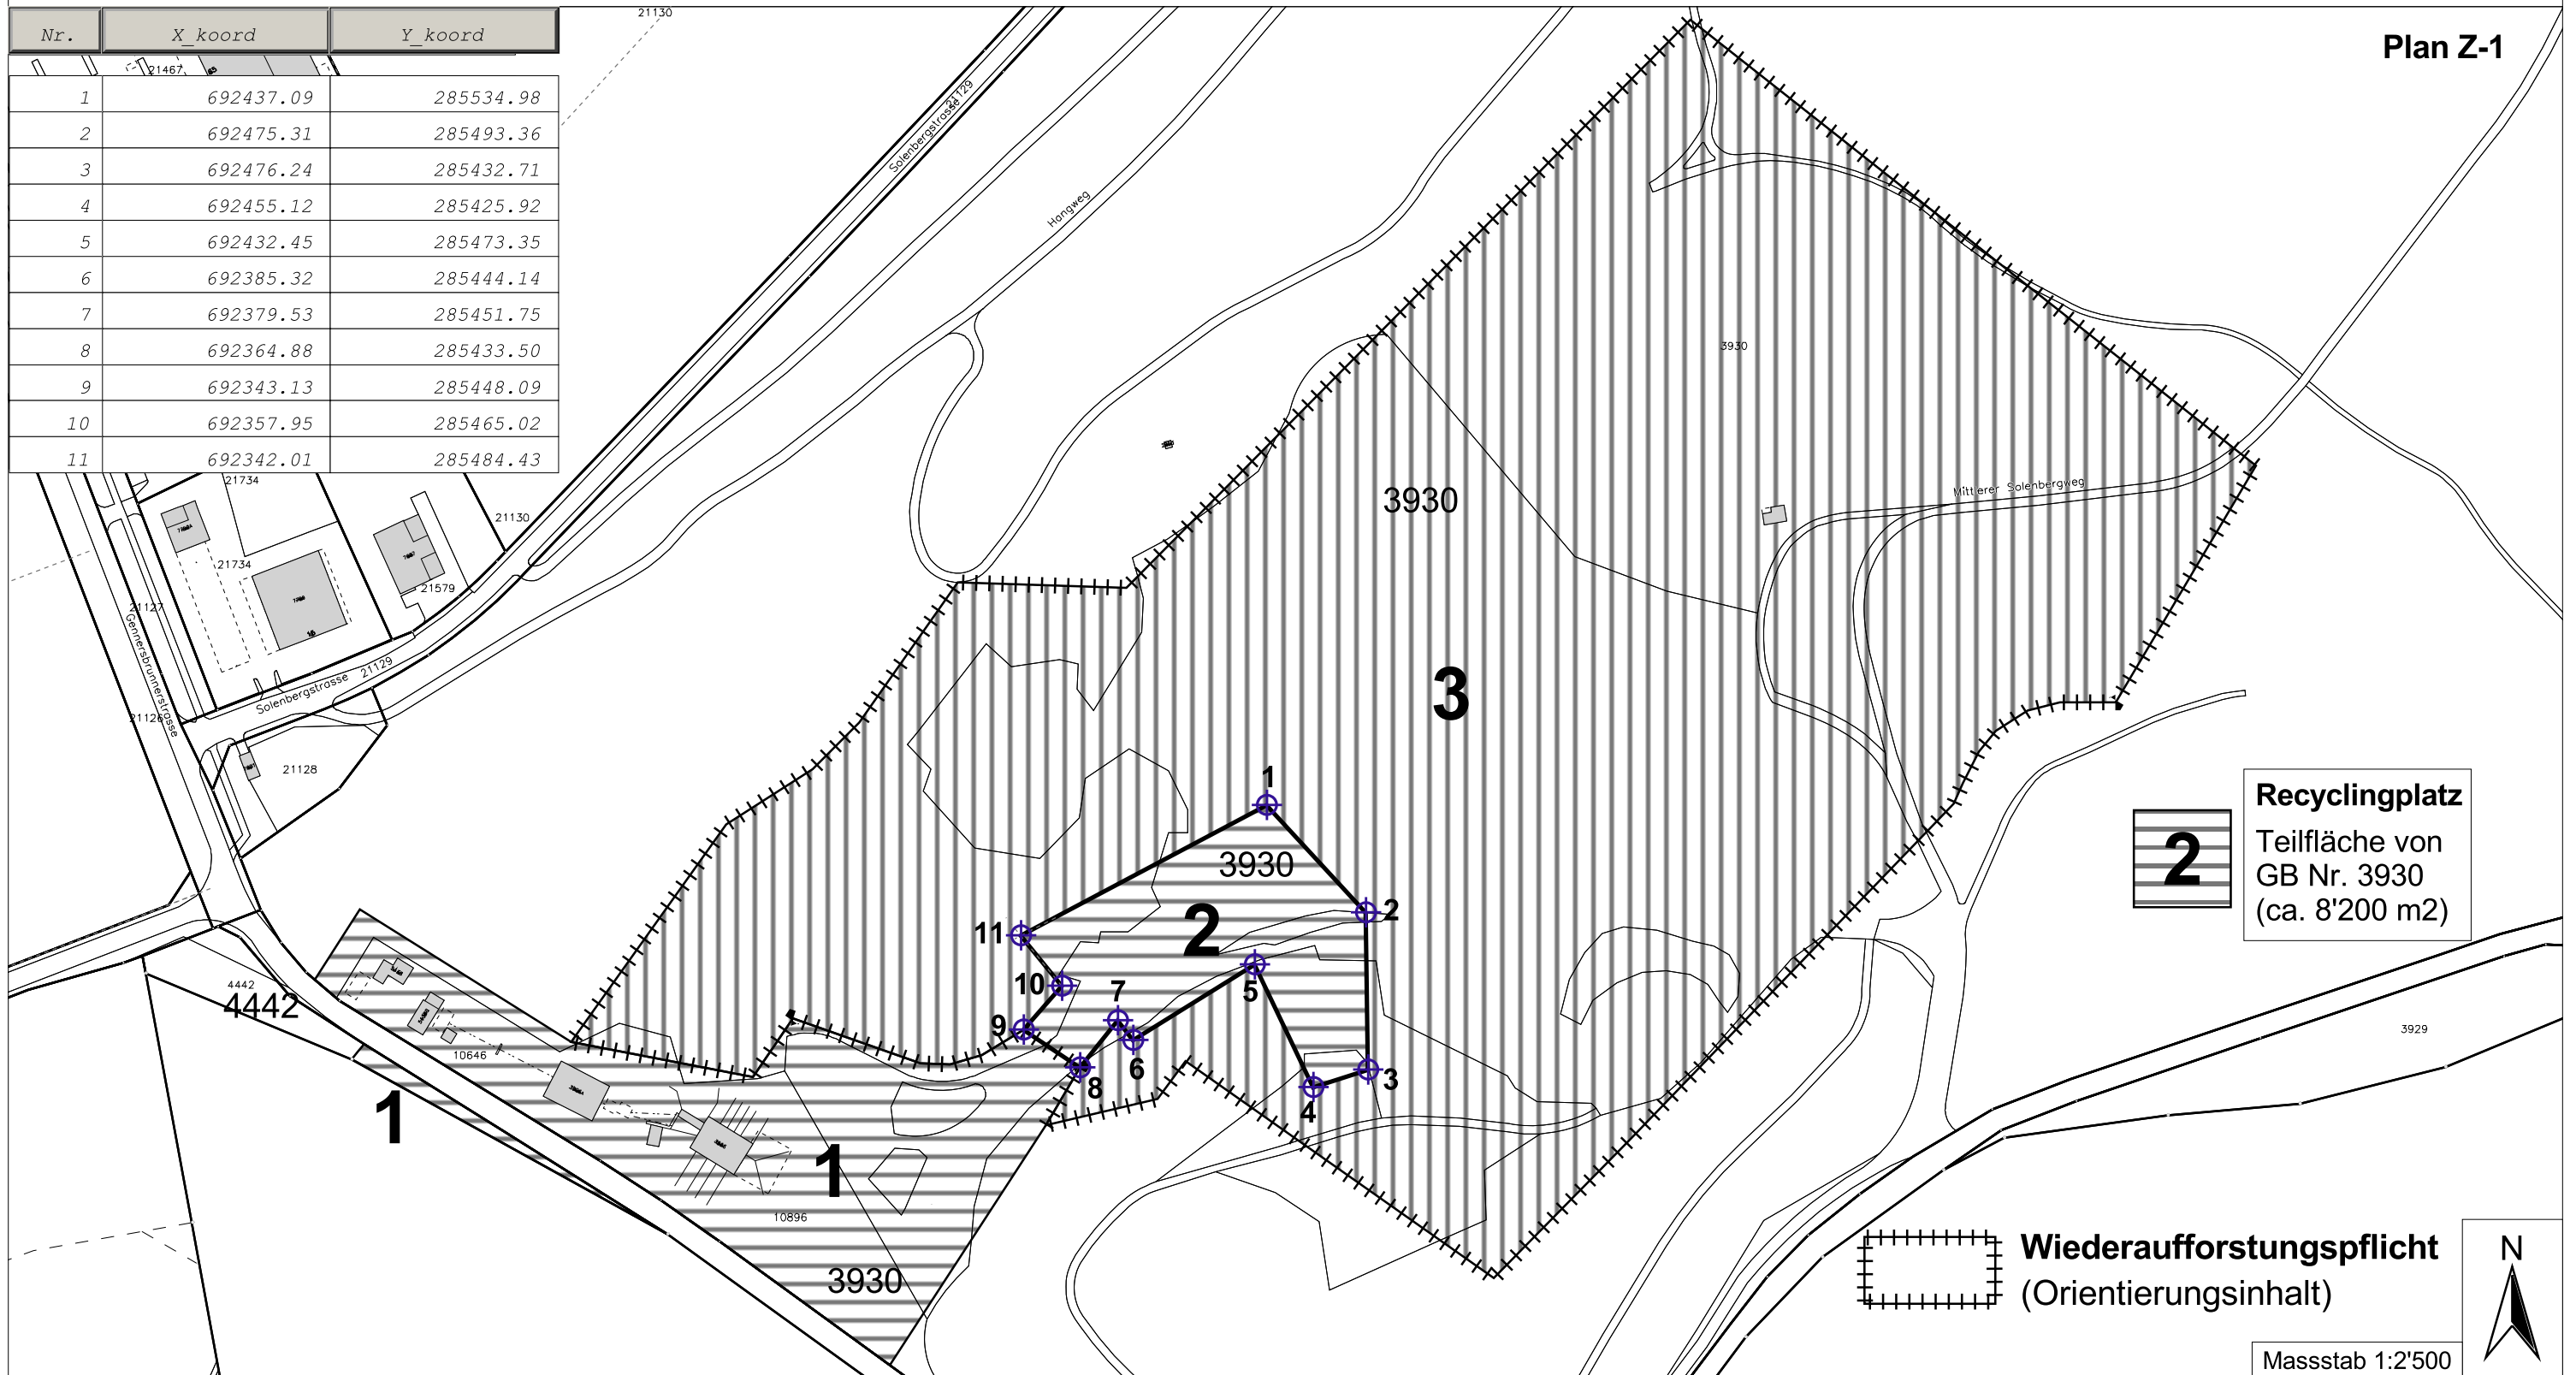 Nr. X_koord Y_koord
1 692437.09 285534.98
2 692475.31 285493.36
3 692476.24 285432.71
4 692455.12 285425.92
5 692432.45 285473.35
6 692385.32 285444.14
7 692379.53 285451.75
8 692364.88 285433.50
9 692343.13 285448.09
10 692357.95 285465.02
11 692342.01 285484.43
Plan Z-1
21130
21467
Solenbergstrasse
21129
Hangweg
3930
3930
Mittlerer Solenbergweg
21734
21130
21734
21579
21127
Gennersbrunnerstrasse
Solenbergstrasse
21129
21126
21128
3
1
3930
2
2
11
10
5
7
9
6
8
3
4
4442
4442
10646
1
1
10896
3930
3929
2
Recyclingplatz
Teilfläche von
GB Nr. 3930
(ca. 8'200 m2)
Wiederaufforstungspflicht
(Orientierungsinhalt)
N
Massstab 1:2'500